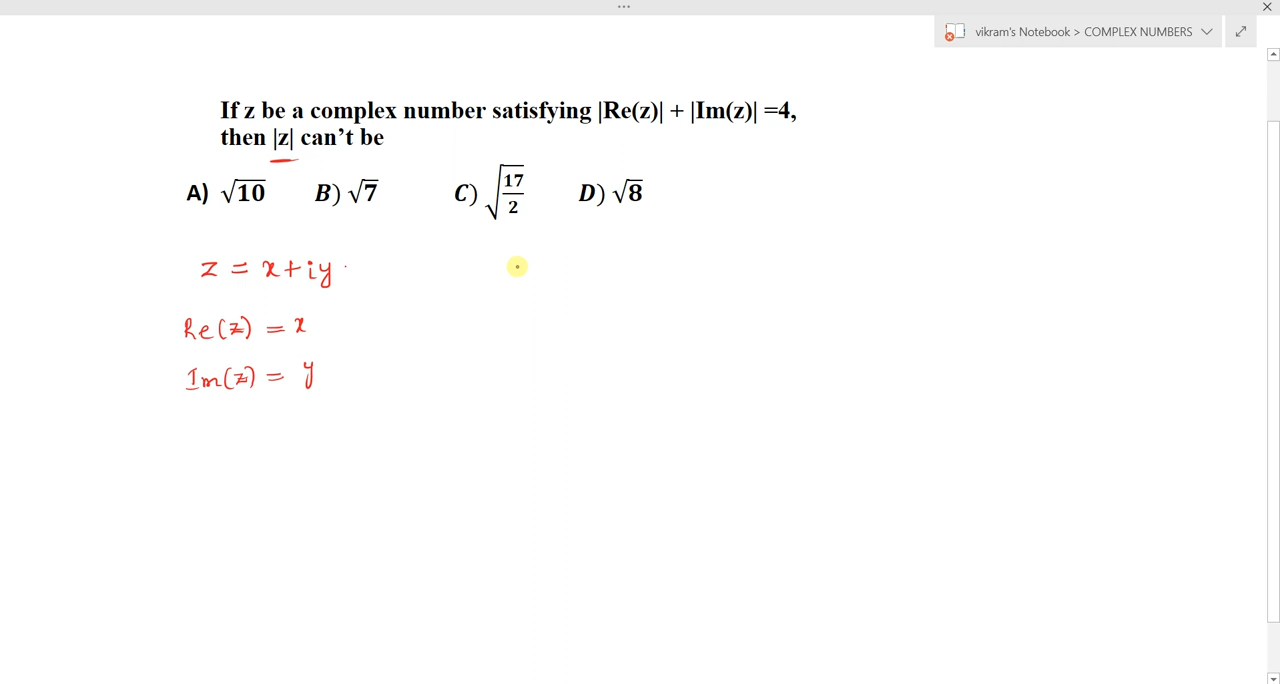 vikram's Notebook > COMPLEX NUMBERS
If z be a complex number satisfying |Re(z)| + |Im(z)| =4,
then |z| can't be
A) √10 B) √7 C) √(17/2) D) √8
z = x + iy
Re(z) = x
Im(z) = y